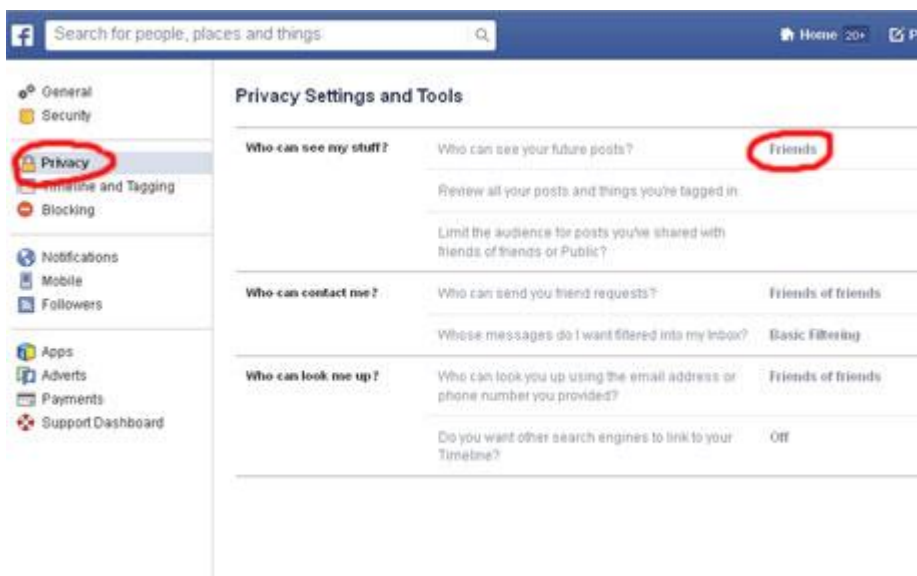 f Search for people, places and things Home 20+ P
General
Security
Privacy
Timeline and Tagging
Blocking
Notifications
Mobile
Followers
Apps
Adverts
Payments
Support Dashboard
Privacy Settings and Tools
Who can see my stuff? Who can see your future posts? Friends
Review all your posts and things you're tagged in
Limit the audience for posts you've shared with
friends of friends or Public?
Who can contact me? Who can send you friend requests? Friends of friends
Whose messages do I want filtered into my Inbox? Basic Filtering
Who can look me up? Who can look you up using the email address or Friends of friends
phone number you provided?
Do you want other search engines to link to your Off
Timeline?